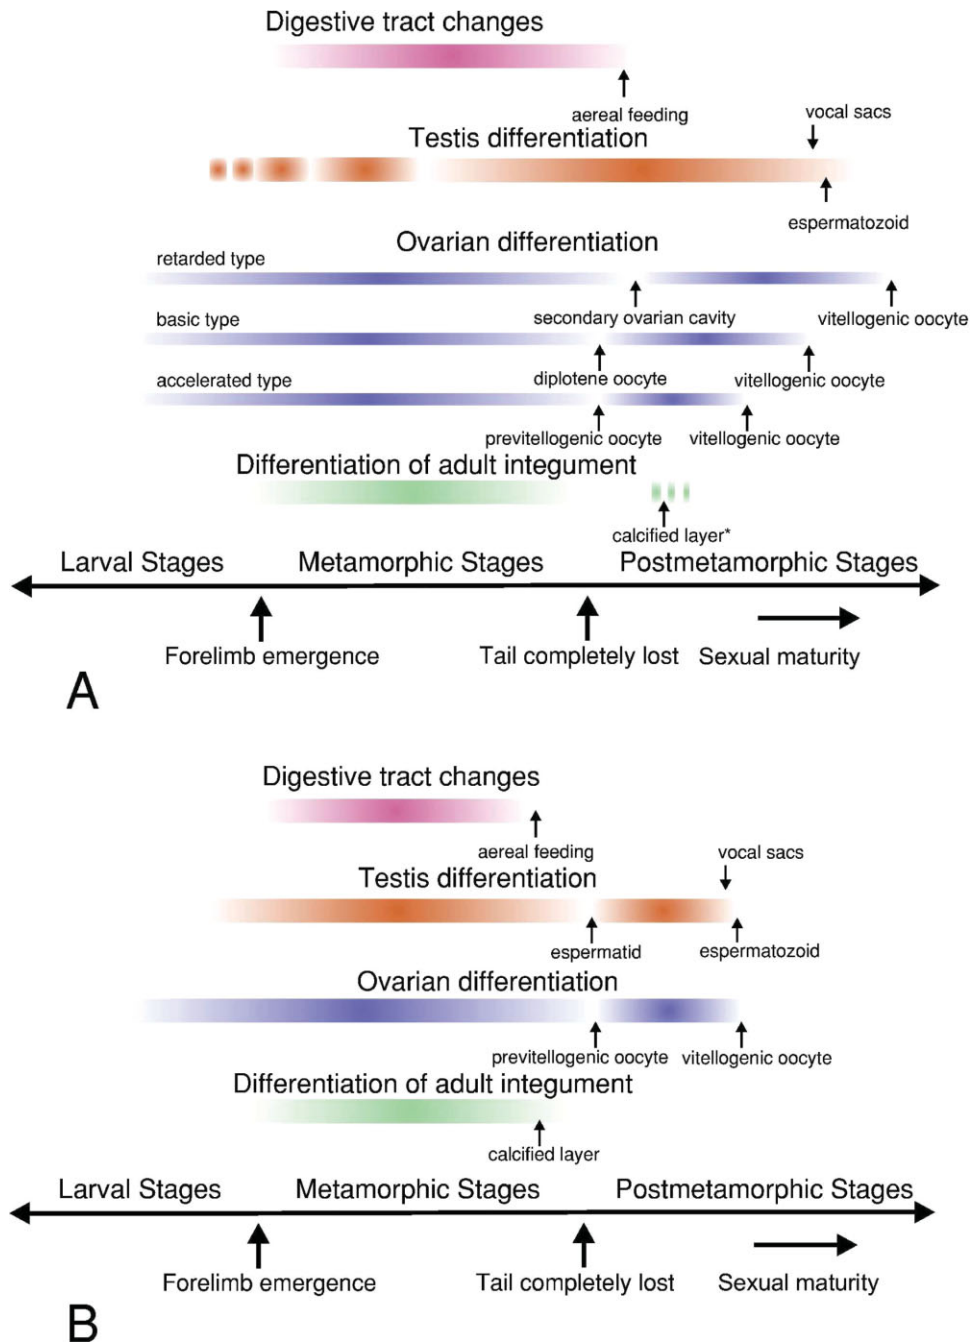 Digestive tract changes
aereal feeding
vocal sacs
Testis differentiation
espermatozoid
Ovarian differentiation
retarded type
secondary ovarian cavity
vitellogenic oocyte
basic type
diplotene oocyte
vitellogenic oocyte
accelerated type
previtellogenic oocyte
vitellogenic oocyte
Differentiation of adult integument
calcified layer*
Larval Stages
Metamorphic Stages
Postmetamorphic Stages
Forelimb emergence
Tail completely lost
Sexual maturity
A
Digestive tract changes
aereal feeding
vocal sacs
Testis differentiation
espermatid
espermatozoid
Ovarian differentiation
previtellogenic oocyte
vitellogenic oocyte
Differentiation of adult integument
calcified layer
Larval Stages
Metamorphic Stages
Postmetamorphic Stages
Forelimb emergence
Tail completely lost
Sexual maturity
B